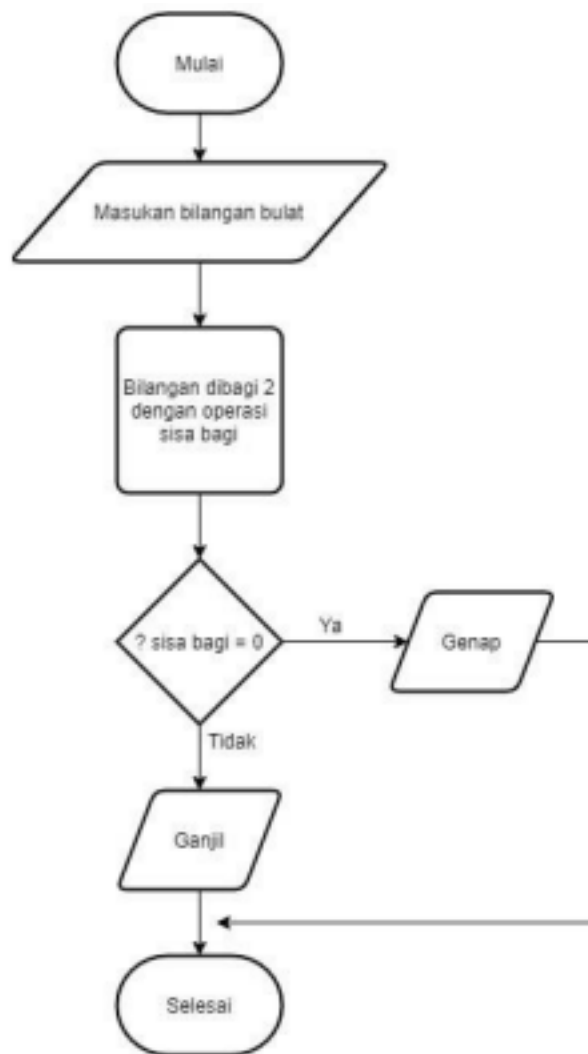 Mulai
Masukan bilangan bulat
Bilangan dibagi 2
dengan operasi
sisa bagi
? sisa bagi = 0
Ya
Genap
Tidak
Ganjil
Selesai